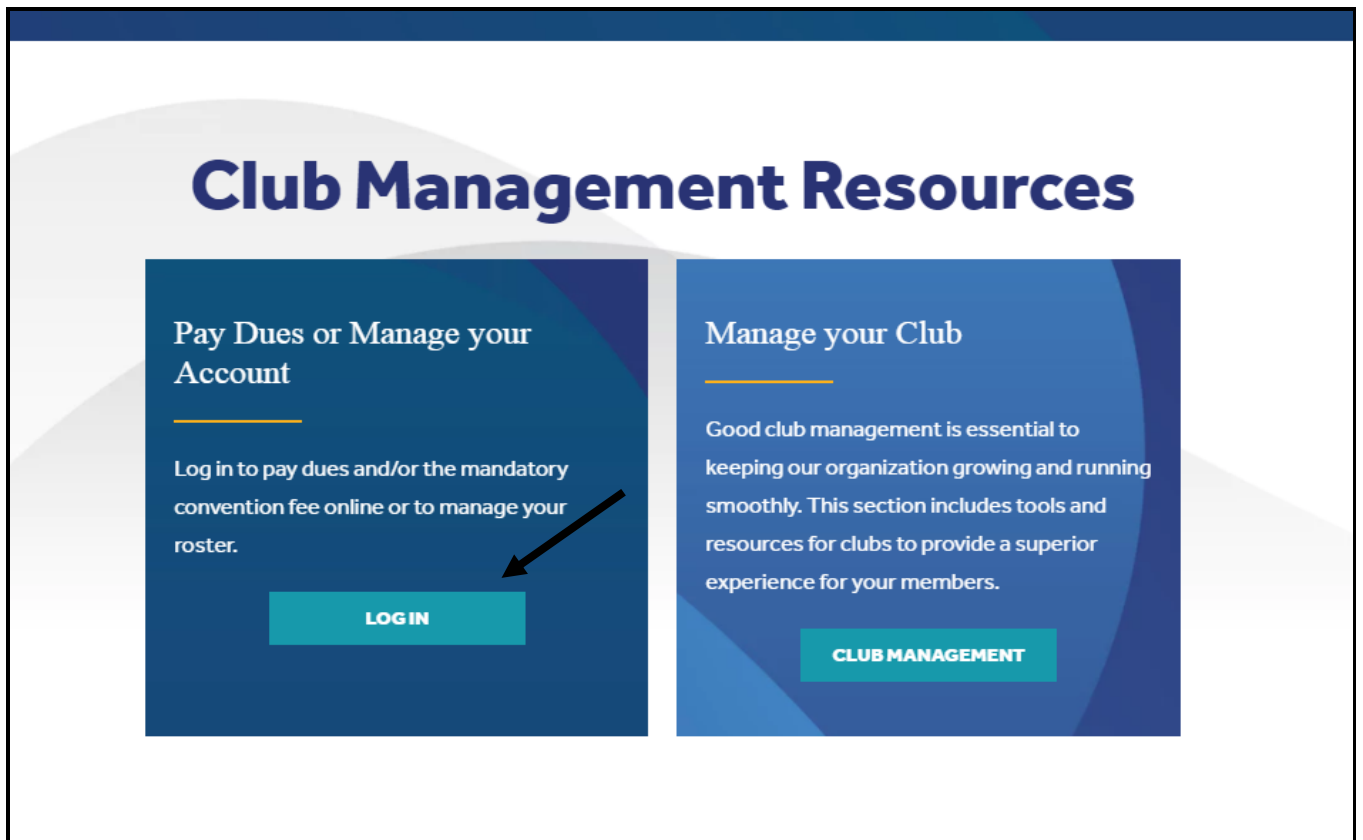 Club Management Resources
Pay Dues or Manage your
Account
Log in to pay dues and/or the mandatory
convention fee online or to manage your
roster.
LOG IN
Manage your Club
Good club management is essential to
keeping our organization growing and running
smoothly. This section includes tools and
resources for clubs to provide a superior
experience for your members.
CLUB MANAGEMENT